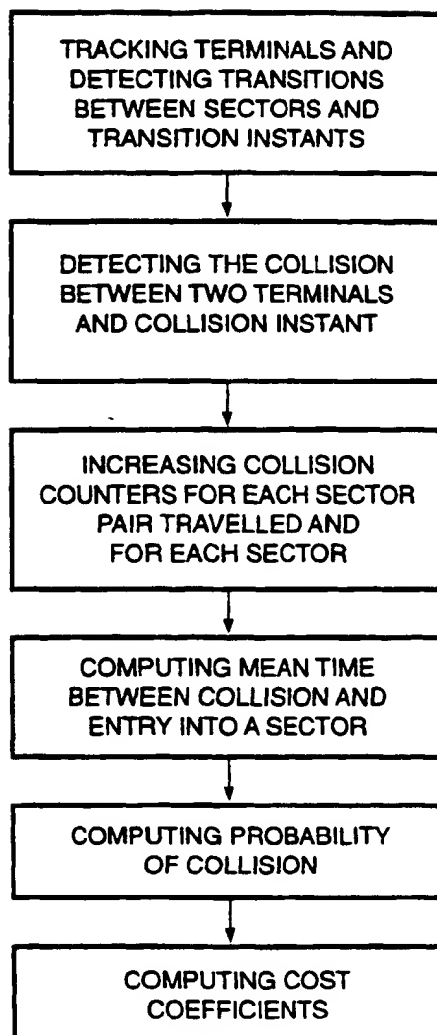 TRACKING TERMINALS AND
DETECTING TRANSITIONS
BETWEEN SECTORS AND
TRANSITION INSTANTS
DETECTING THE COLLISION
BETWEEN TWO TERMINALS
AND COLLISION INSTANT
INCREASING COLLISION
COUNTERS FOR EACH SECTOR
PAIR TRAVELLED AND
FOR EACH SECTOR
COMPUTING MEAN TIME
BETWEEN COLLISION AND
ENTRY INTO A SECTOR
COMPUTING PROBABILITY
OF COLLISION
COMPUTING COST
COEFFICIENTS